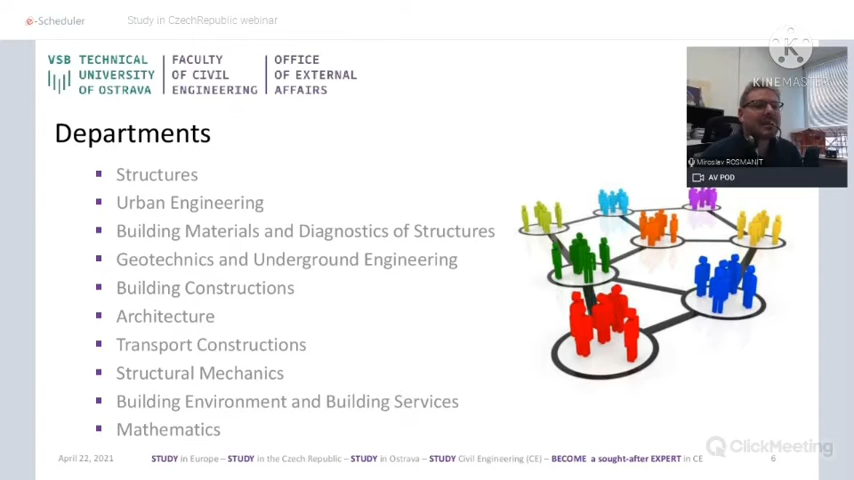 e-Scheduler
Study in CzechRepublic webinar
VSB TECHNICAL
UNIVERSITY
OF OSTRAVA
FACULTY
OF CIVIL
ENGINEERING
OFFICE
OF EXTERNAL
AFFAIRS
KINEMASTER
Miroslav ROSMANIT
AV POD
Departments
Structures
Urban Engineering
Building Materials and Diagnostics of Structures
Geotechnics and Underground Engineering
Building Constructions
Architecture
Transport Constructions
Structural Mechanics
Building Environment and Building Services
Mathematics
ClickMeeting
April 22, 2021
STUDY in Europe – STUDY in the Czech Republic – STUDY in Ostrava – STUDY Civil Engineering (CE) – BECOME a sought-after EXPERT in CE
6